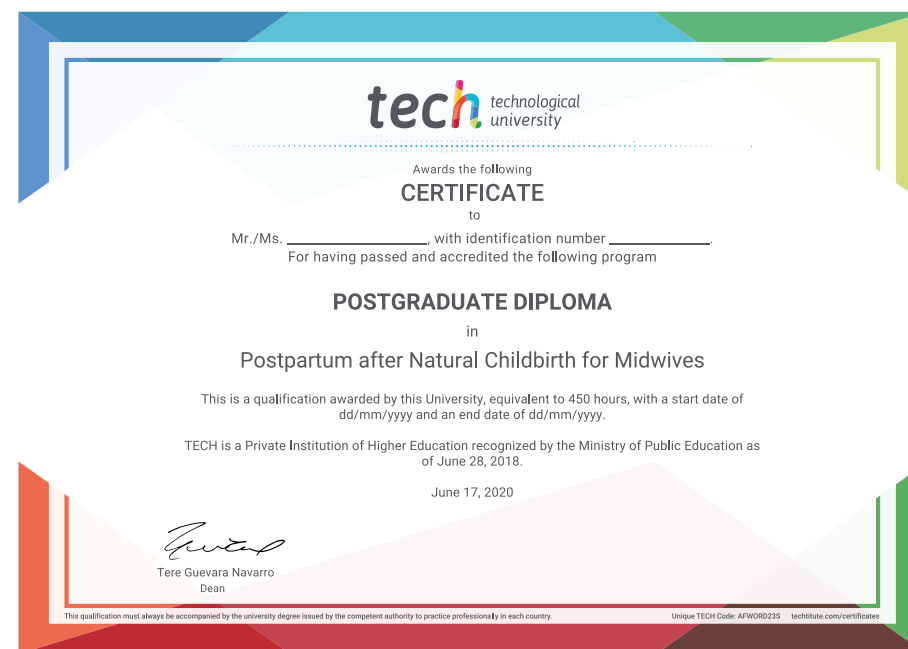 tech technological
university
Awards the following
CERTIFICATE
to
Mr./Ms. ____________, with identification number ____________.
For having passed and accredited the following program
POSTGRADUATE DIPLOMA
in
Postpartum after Natural Childbirth for Midwives
This is a qualification awarded by this University, equivalent to 450 hours, with a start date of
dd/mm/yyyy and an end date of dd/mm/yyyy.
TECH is a Private Institution of Higher Education recognized by the Ministry of Public Education as
of June 28, 2018.
June 17, 2020
Tere Guevara Navarro
Dean
This qualification must always be accompanied by the university degree issued by the competent authority to practice professionally in each country. Unique TECH Code: AFWORD23S techtitute.com/certificates